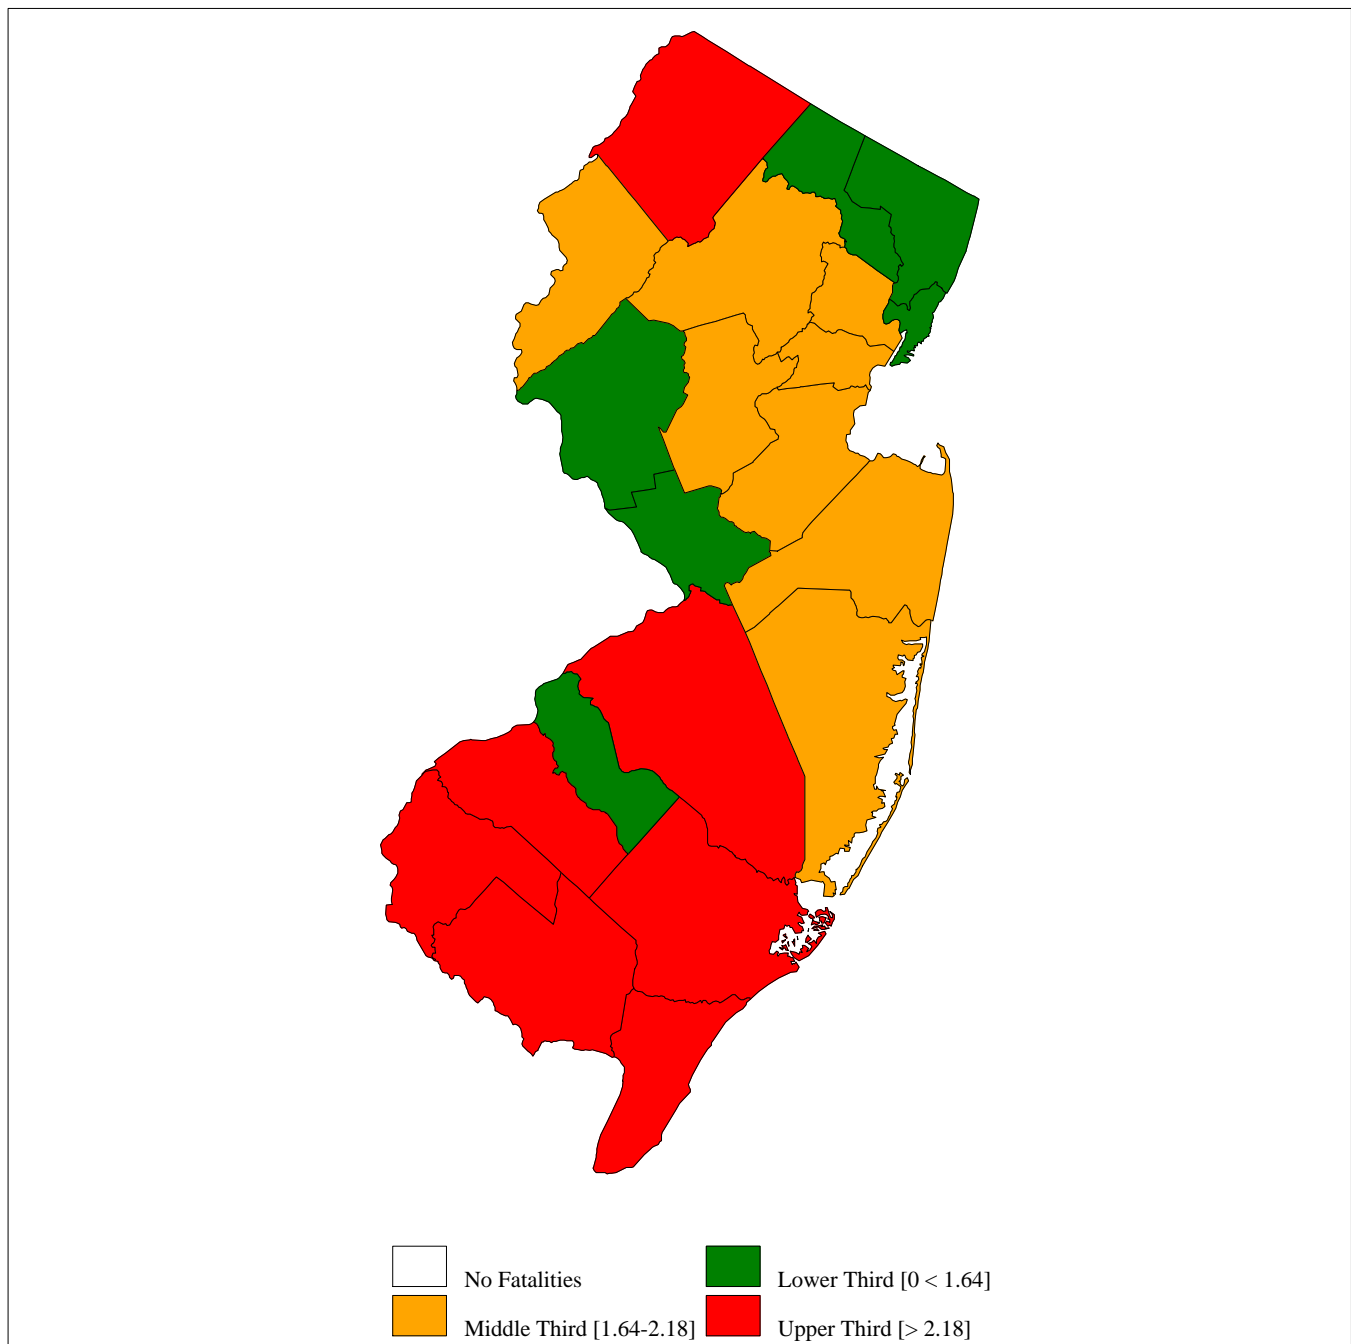 No Fatalities
Lower Third [0 < 1.64]
Middle Third [1.64-2.18]
Upper Third [> 2.18]